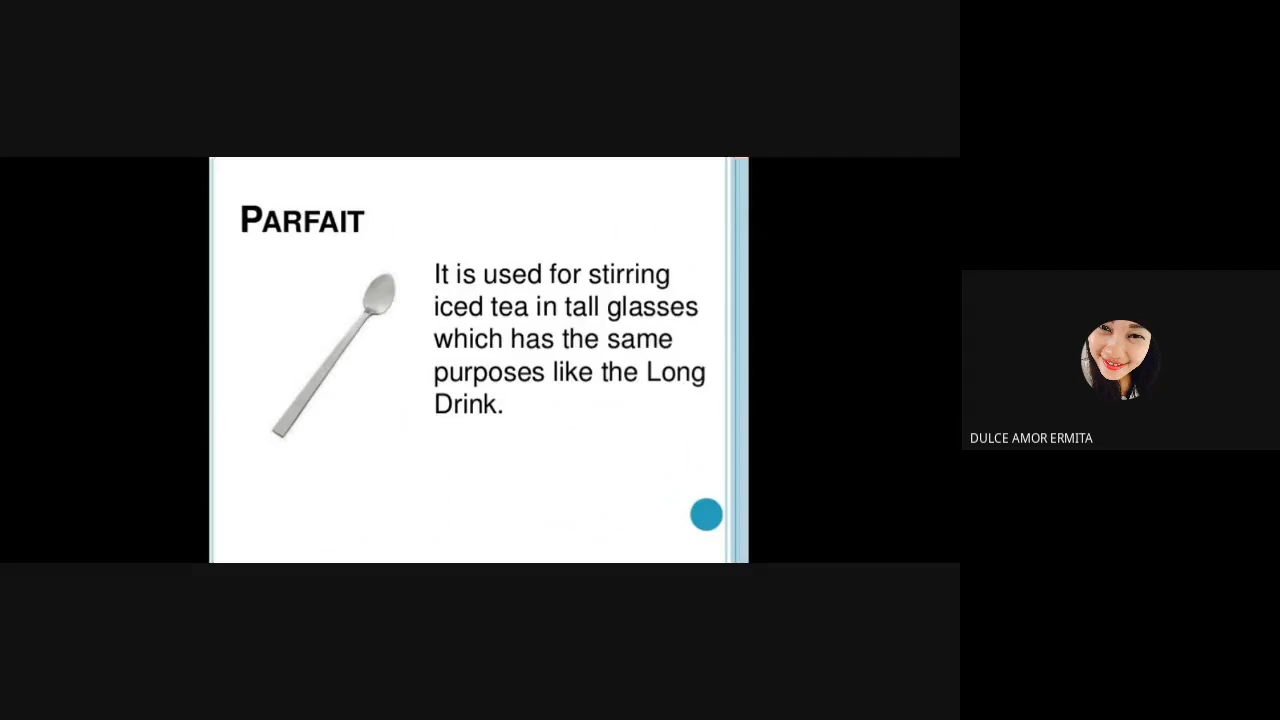 PARFAIT
It is used for stirring
iced tea in tall glasses
which has the same
purposes like the Long
Drink.
DULCE AMOR ERMITA